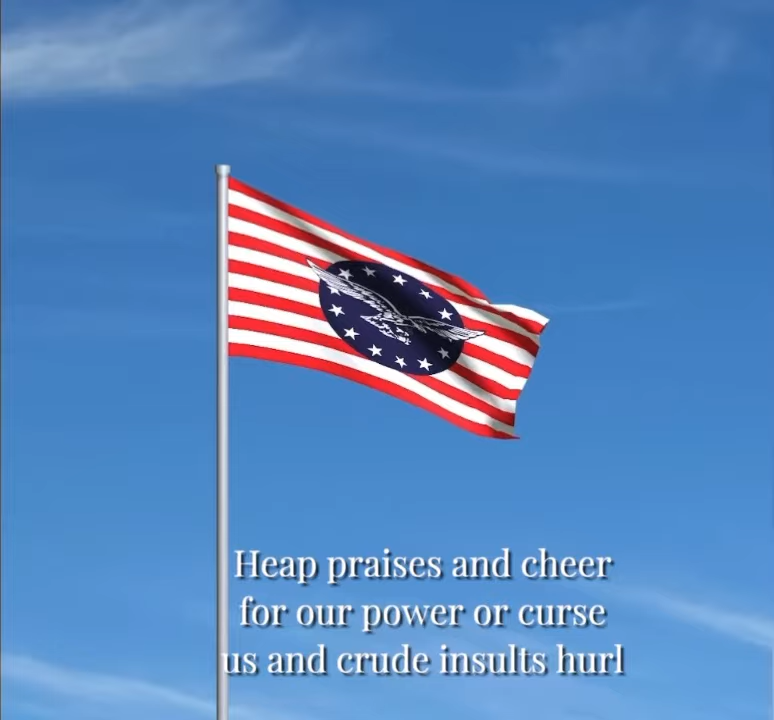 Heap praises and cheer
for our power or curse
us and crude insults hurl